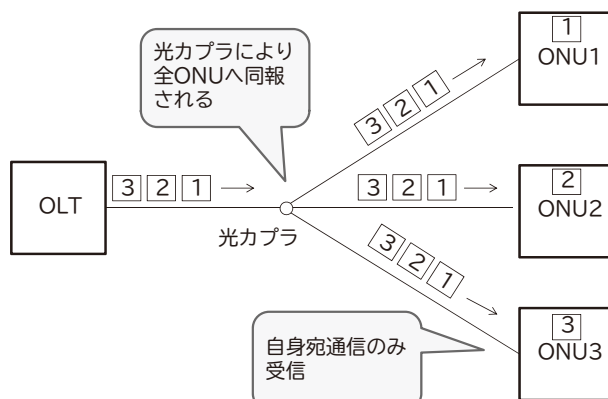 光カプラにより
全ONUへ同報
される
OLT
3 2 1
光カプラ
3 2 1
3 2 1
3 2 1
1
ONU1
2
ONU2
3
ONU3
自身宛通信のみ
受信